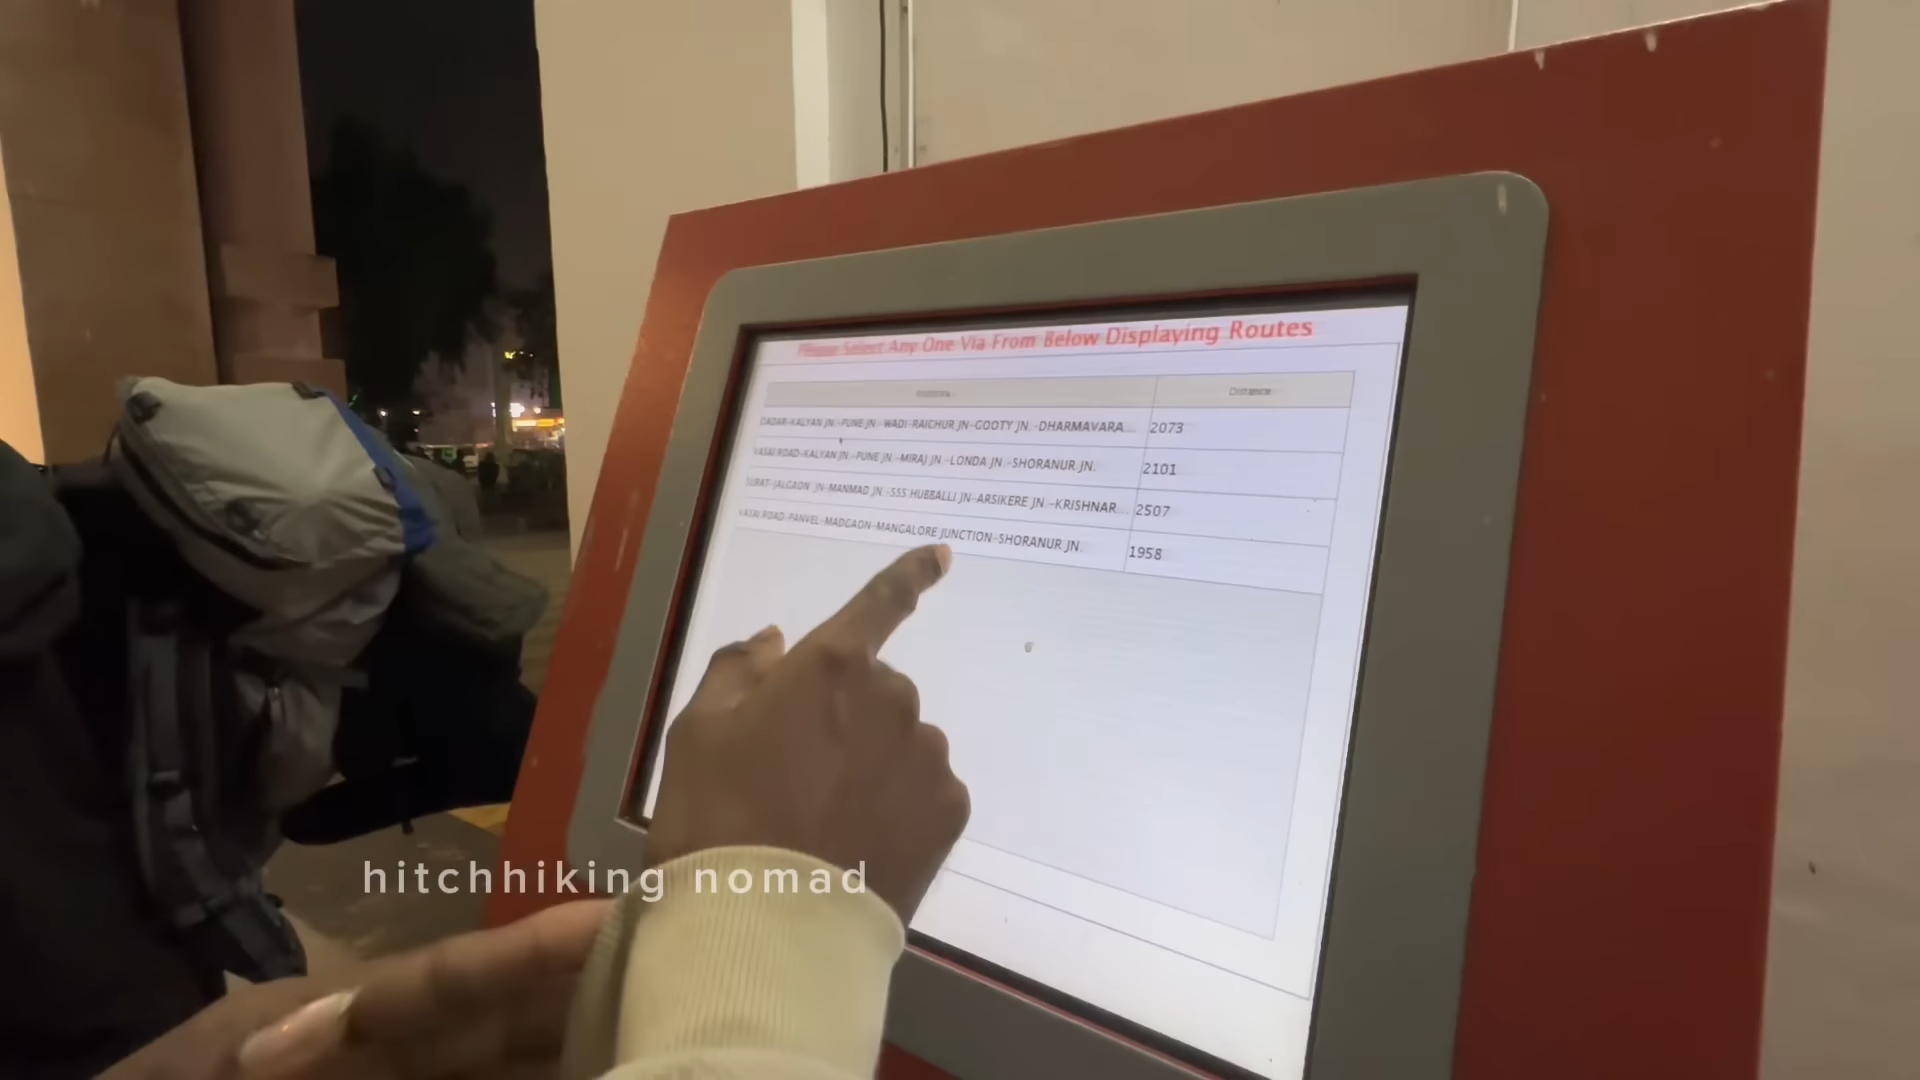 Please Select Any One Via From Below Displaying Routes
Distance
DADAR-KALYAN JN.-PUNE JN.-WADI-RAICHUR JN-GOOTY JN.-DHARMAVARA... 2073
VASAI ROAD-KALYAN JN.-PUNE JN.-MIRAJ JN.-LONDA JN.-SHORANUR JN. 2101
SURAT-JALGAON JN-MANMAD JN.-SSS HUBBALLI JN-ARSIKERE JN.-KRISHNAR... 2507
VASAI ROAD-PANVEL-MADGAON-MANGALORE JUNCTION-SHORANUR JN. 1958
hitchhiking nomad